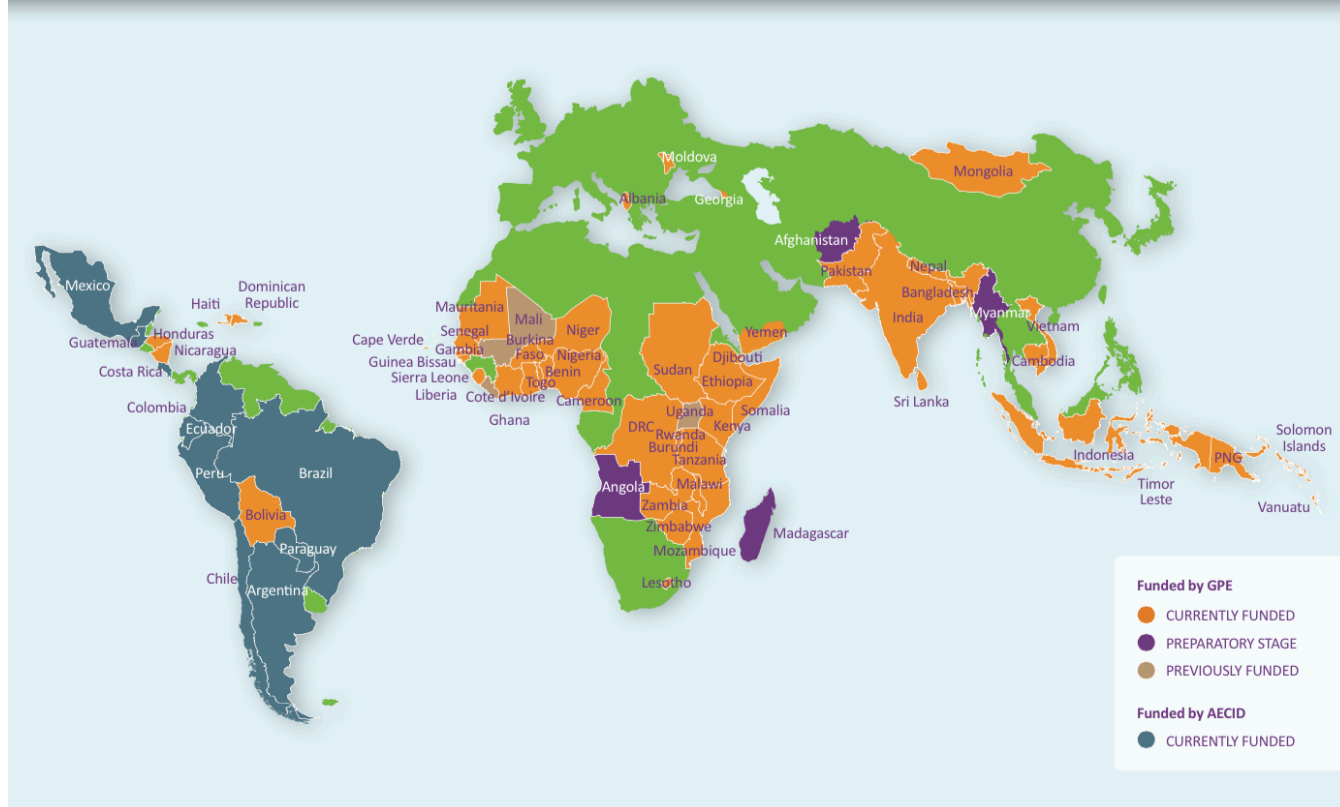 Moldova
Mongolia
Albania
Georgia
Afghanistan
Pakistan
Nepal
Bangladesh
India
Myanmar
Vietnam
Cambodia
Sri Lanka
Mexico
Haiti
Dominican
Republic
Honduras
Guatemala
Nicaragua
Costa Rica
Colombia
Ecuador
Peru
Brazil
Bolivia
Paraguay
Chile
Argentina
Mauritania
Mali
Niger
Senegal
Cape Verde
Burkina
Faso
Gambia
Guinea Bissau
Nigeria
Benin
Sierra Leone
Togo
Liberia
Cote d'Ivoire
Cameroon
Ghana
Yemen
Djibouti
Sudan
Ethiopia
Uganda
Somalia
DRC
Kenya
Rwanda
Burundi
Tanzania
Angola
Malawi
Zambia
Zimbabwe
Madagascar
Mozambique
Lesotho
Indonesia
PNG
Solomon
Islands
Timor
Leste
Vanuatu
Funded by GPE
CURRENTLY FUNDED
PREPARATORY STAGE
PREVIOUSLY FUNDED
Funded by AECID
CURRENTLY FUNDED